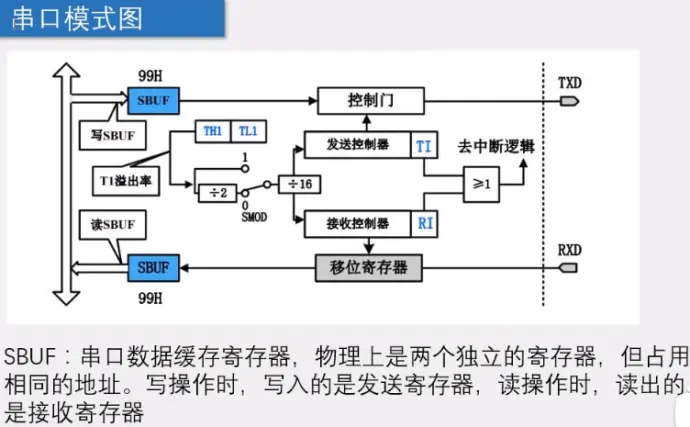 串口模式图
99H
SBUF
控制门
TXD
写SBUF
TH1 TL1
发送控制器 TI
去中断逻辑
T1溢出率
1
÷2
÷16
≥1
0
SMOD
读SBUF
接收控制器 RI
SBUF
移位寄存器
RXD
99H
SBUF：串口数据缓存寄存器，物理上是两个独立的寄存器，但占用
相同的地址。写操作时，写入的是发送寄存器，读操作时，读出的
是接收寄存器